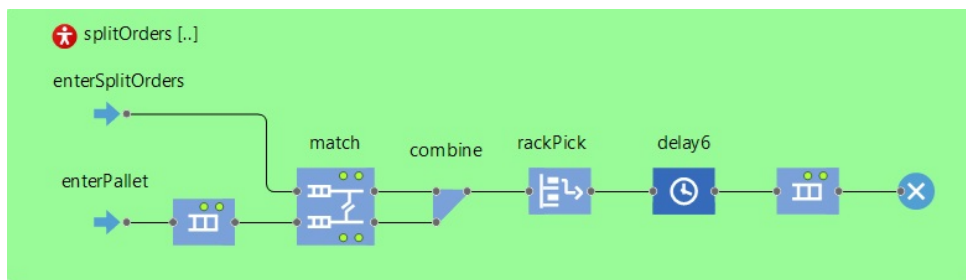 splitOrders [..]
enterSplitOrders
match
combine
rackPick
delay6
enterPallet